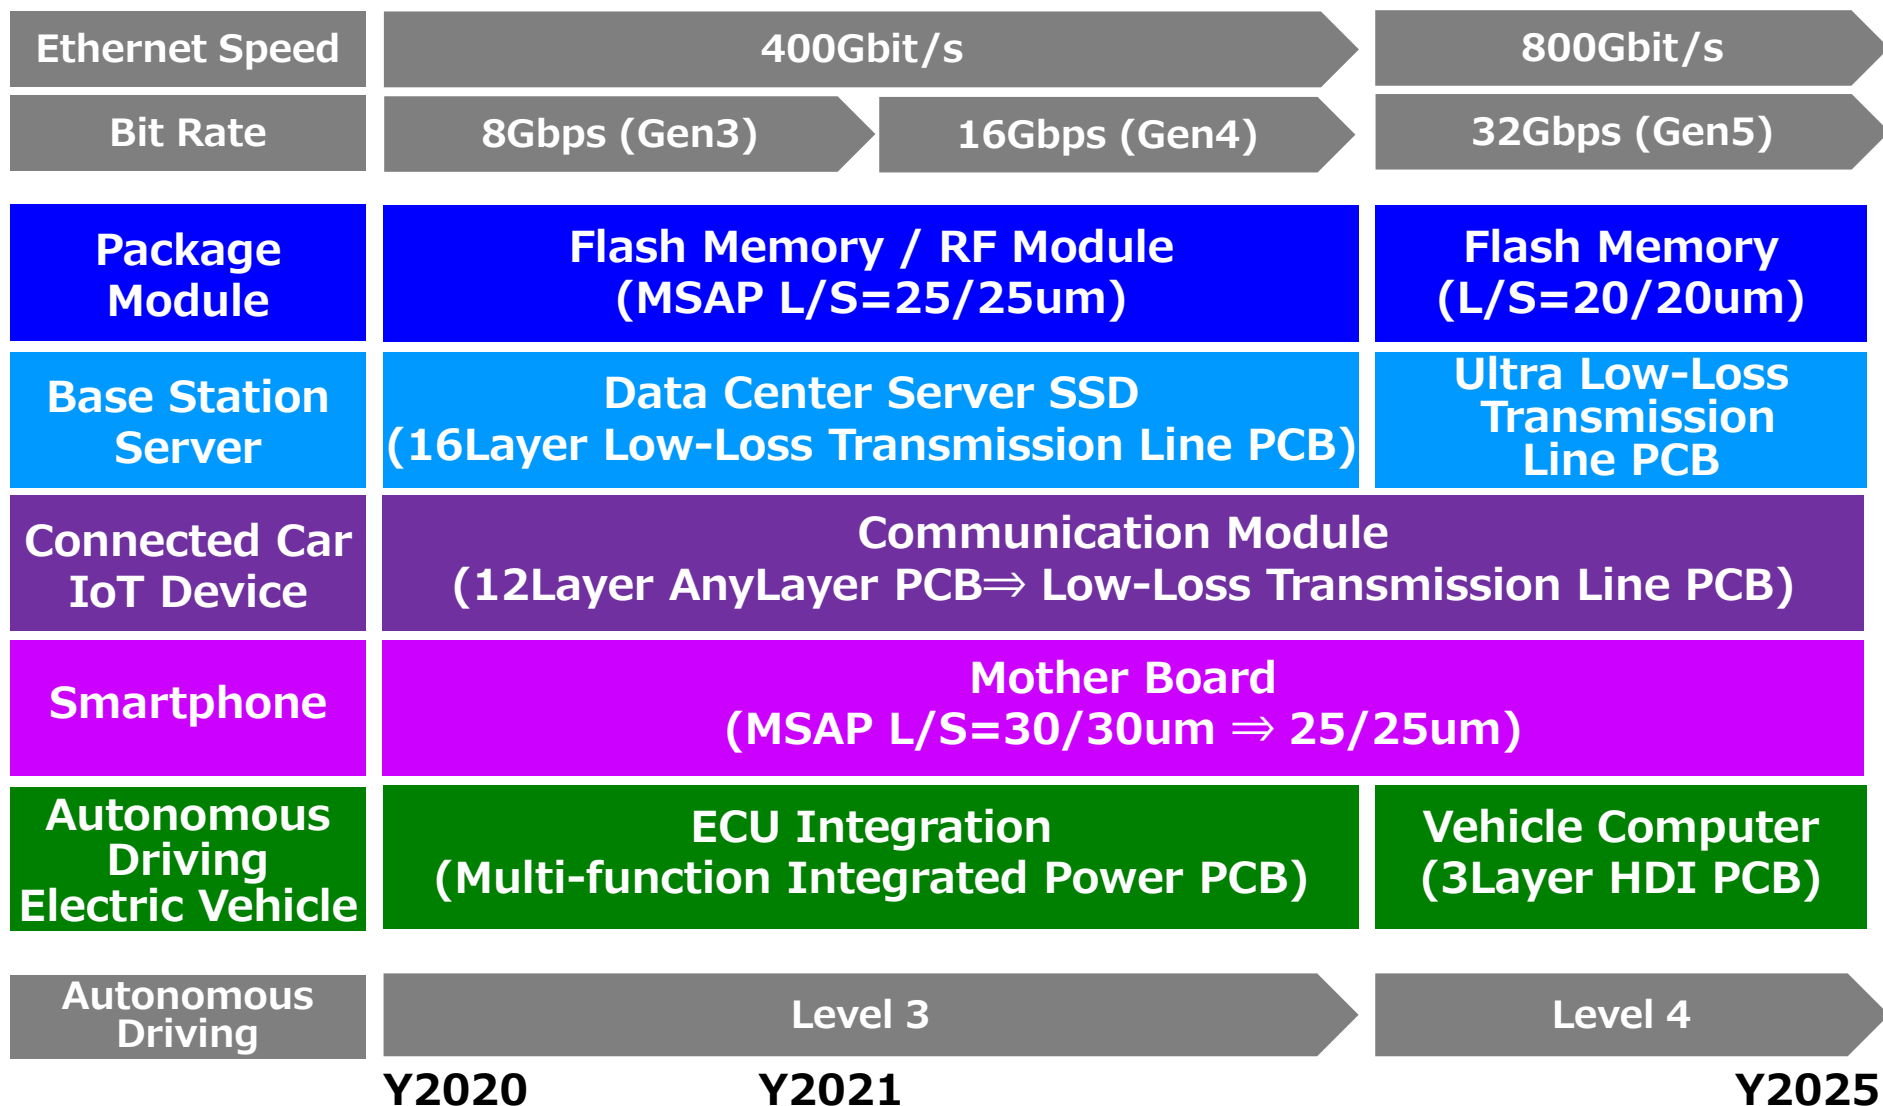 Ethernet Speed
400Gbit/s
800Gbit/s
Bit Rate
8Gbps (Gen3)
16Gbps (Gen4)
32Gbps (Gen5)
Package
Module
Flash Memory / RF Module
(MSAP L/S=25/25um)
Flash Memory
(L/S=20/20um)
Base Station
Server
Data Center Server SSD
(16Layer Low-Loss Transmission Line PCB)
Ultra Low-Loss
Transmission
Line PCB
Connected Car
IoT Device
Communication Module
(12Layer AnyLayer PCB⇒ Low-Loss Transmission Line PCB)
Smartphone
Mother Board
(MSAP L/S=30/30um ⇒ 25/25um)
Autonomous
Driving
Electric Vehicle
ECU Integration
(Multi-function Integrated Power PCB)
Vehicle Computer
(3Layer HDI PCB)
Autonomous
Driving
Level 3
Level 4
Y2020
Y2021
Y2025